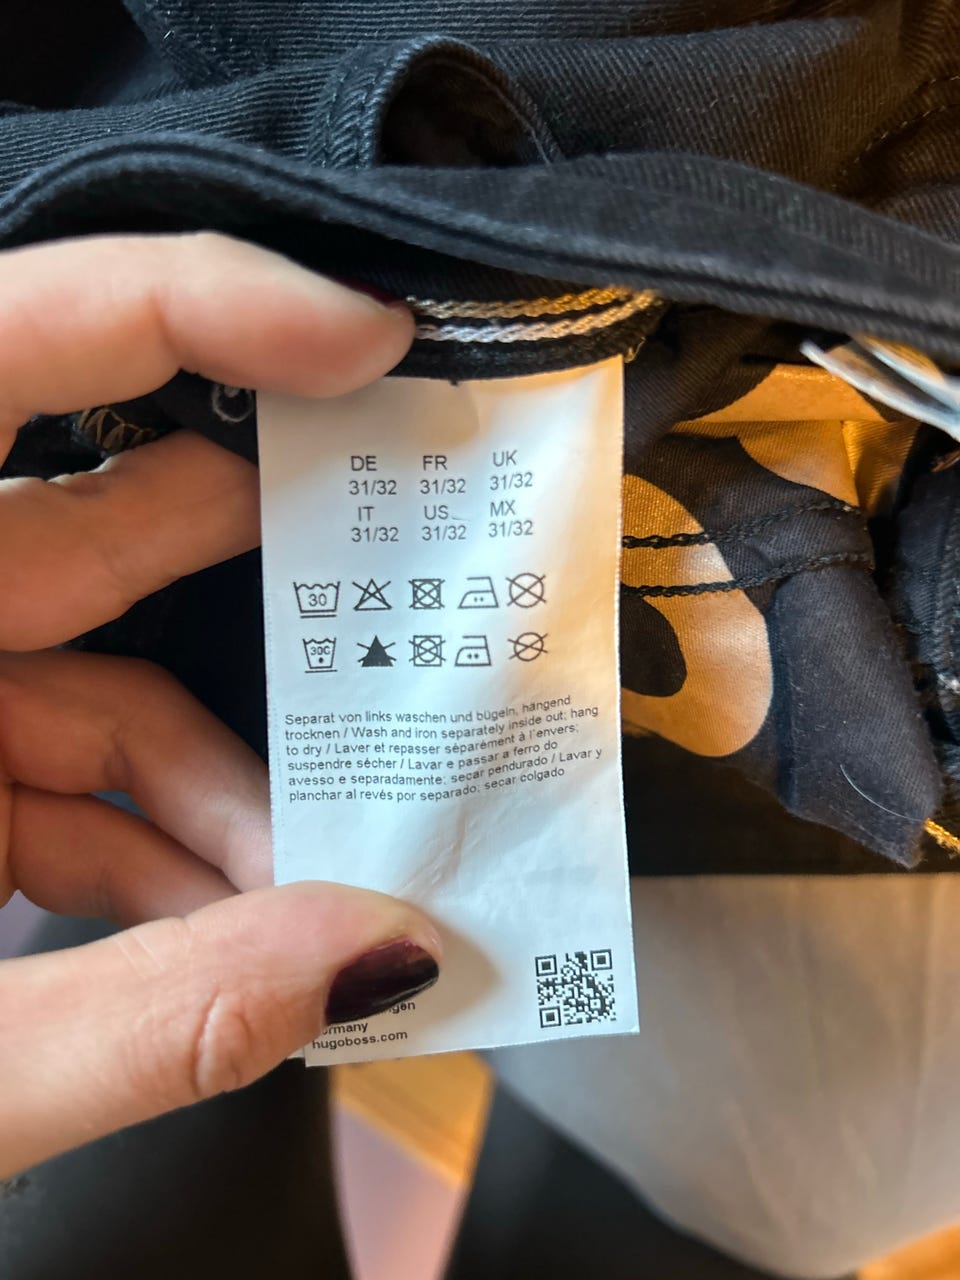 DE FR UK
31/32 31/32 31/32
IT US MX
31/32 31/32 31/32
30
30C
Separat von links waschen und bügeln, hängend
trocknen / Wash and iron separately inside out; hang
to dry / Laver et repasser séparément à l'envers;
suspendre sécher / Lavar e passar a ferro do
avesso e separadamente; secar pendurado / Lavar y
planchar al revés por separado; secar colgado
hugoboss.com